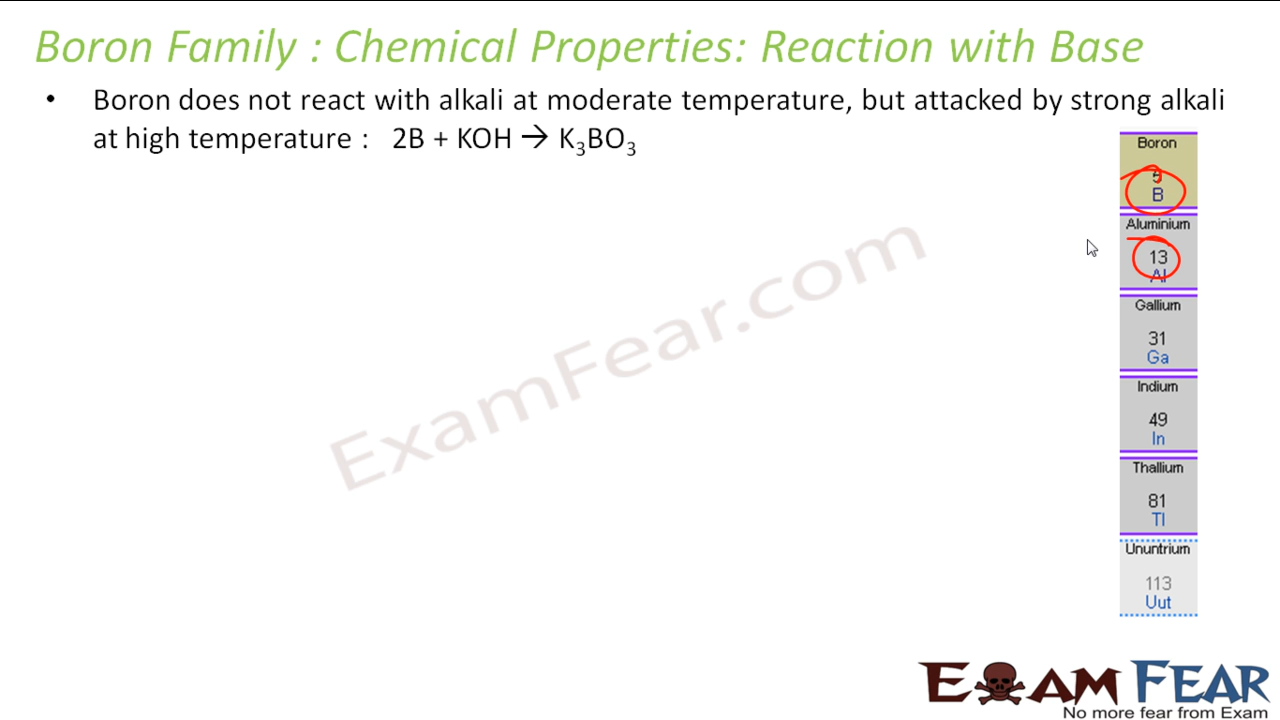 Boron Family : Chemical Properties: Reaction with Base
• Boron does not react with alkali at moderate temperature, but attacked by strong alkali
at high temperature : 2B + KOH → K₃BO₃
Boron
5
B
Aluminium
13
Al
Gallium
31
Ga
Indium
49
In
Thallium
81
Tl
Ununtrium
113
Uut
ExamFear.com
EXAM FEAR
No more fear from Exam